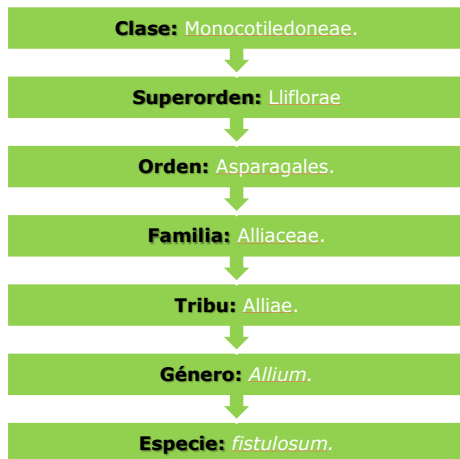 Clase: Monocotiledoneae.
Superorden: Lliflorae
Orden: Asparagales.
Familia: Alliaceae.
Tribu: Alliae.
Género: Allium.
Especie: fistulosum.